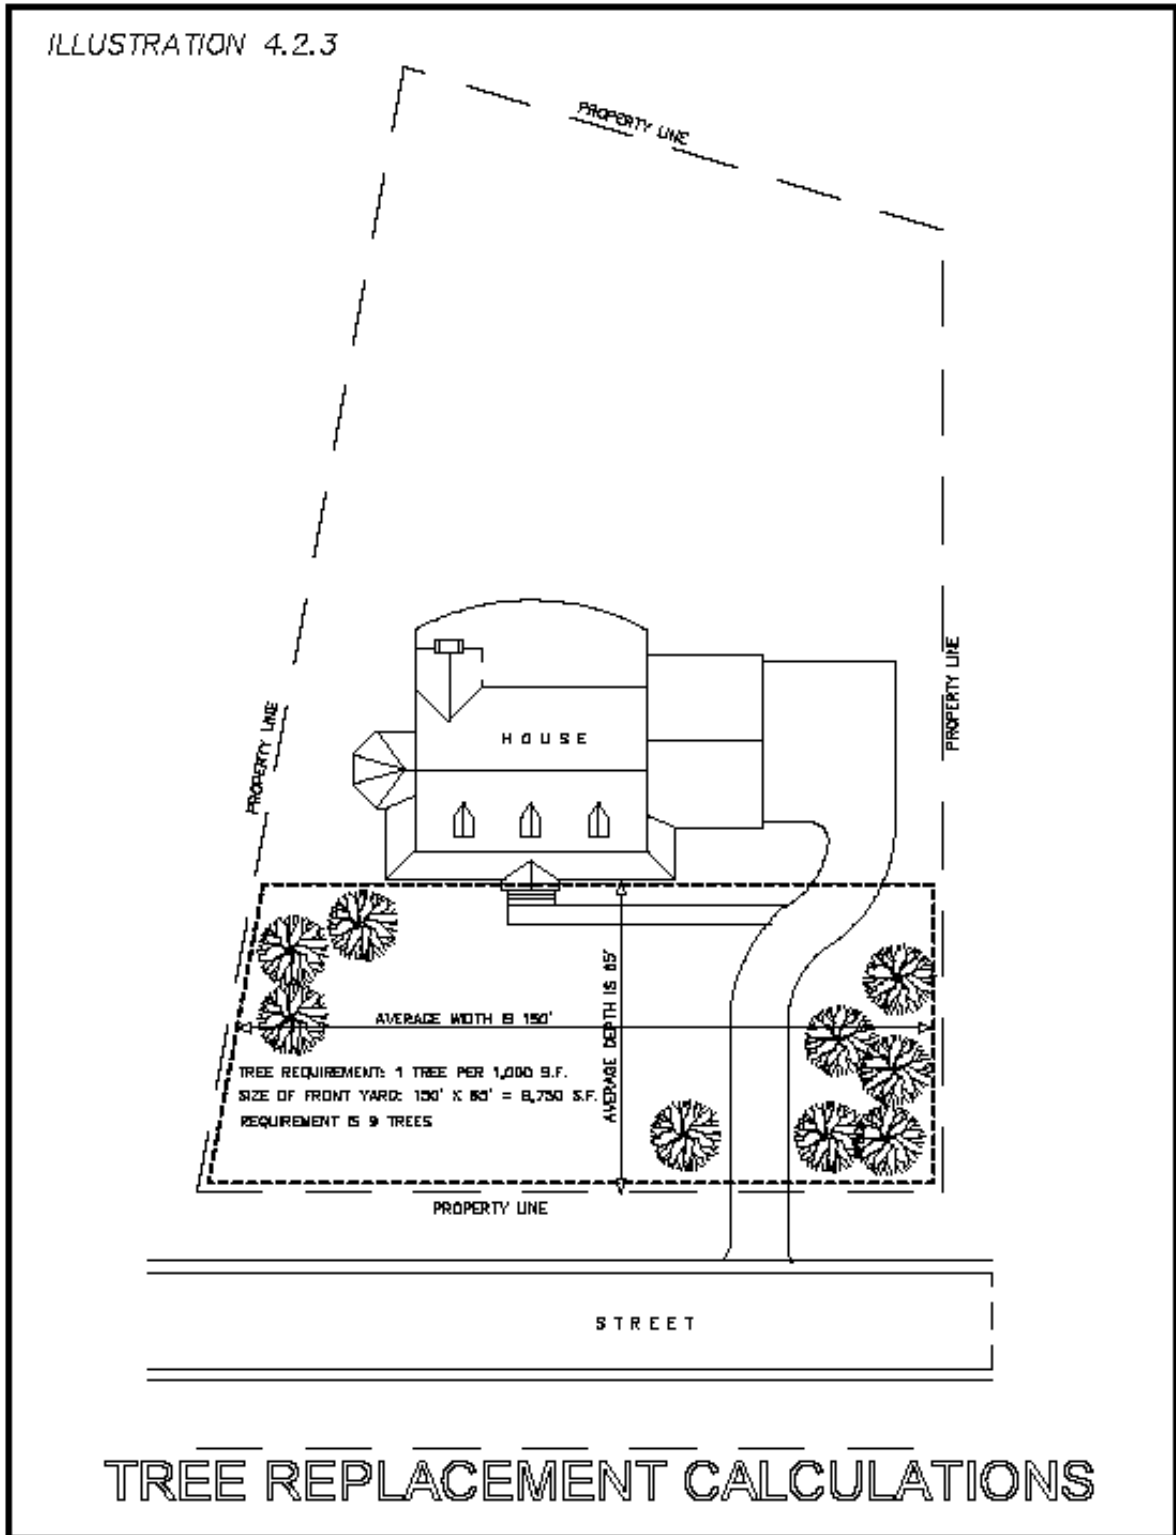 ILLUSTRATION 4.2.3
PROPERTY LINE
PROPERTY LINE
PROPERTY LINE
HOUSE
AVERAGE DEPTH IS 65'
AVERAGE WIDTH IS 150'
TREE REQUIREMENT: 1 TREE PER 1,000 S.F.
SIZE OF FRONT YARD: 150' X 65' = 9,750 S.F.
REQUIREMENT IS 9 TREES
PROPERTY LINE
STREET
TREE REPLACEMENT CALCULATIONS